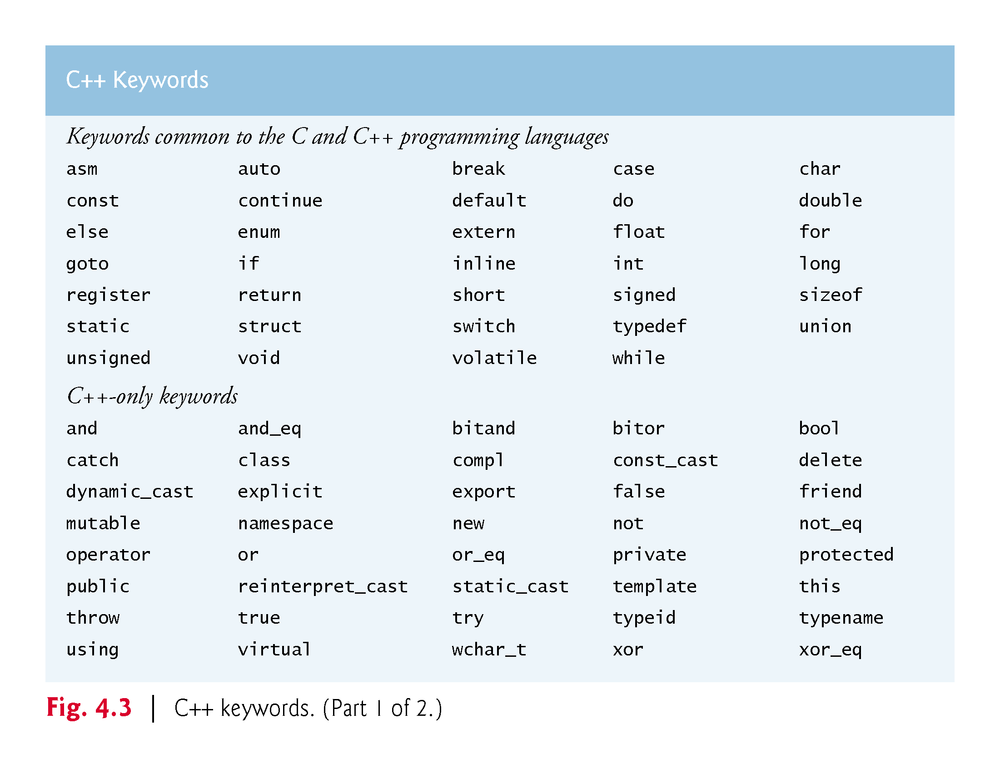 C++ Keywords
Keywords common to the C and C++ programming languages
asm auto break case char
const continue default do double
else enum extern float for
goto if inline int long
register return short signed sizeof
static struct switch typedef union
unsigned void volatile while
C++-only keywords
and and_eq bitand bitor bool
catch class compl const_cast delete
dynamic_cast explicit export false friend
mutable namespace new not not_eq
operator or or_eq private protected
public reinterpret_cast static_cast template this
throw true try typeid typename
using virtual wchar_t xor xor_eq
Fig. 4.3 | C++ keywords. (Part 1 of 2.)